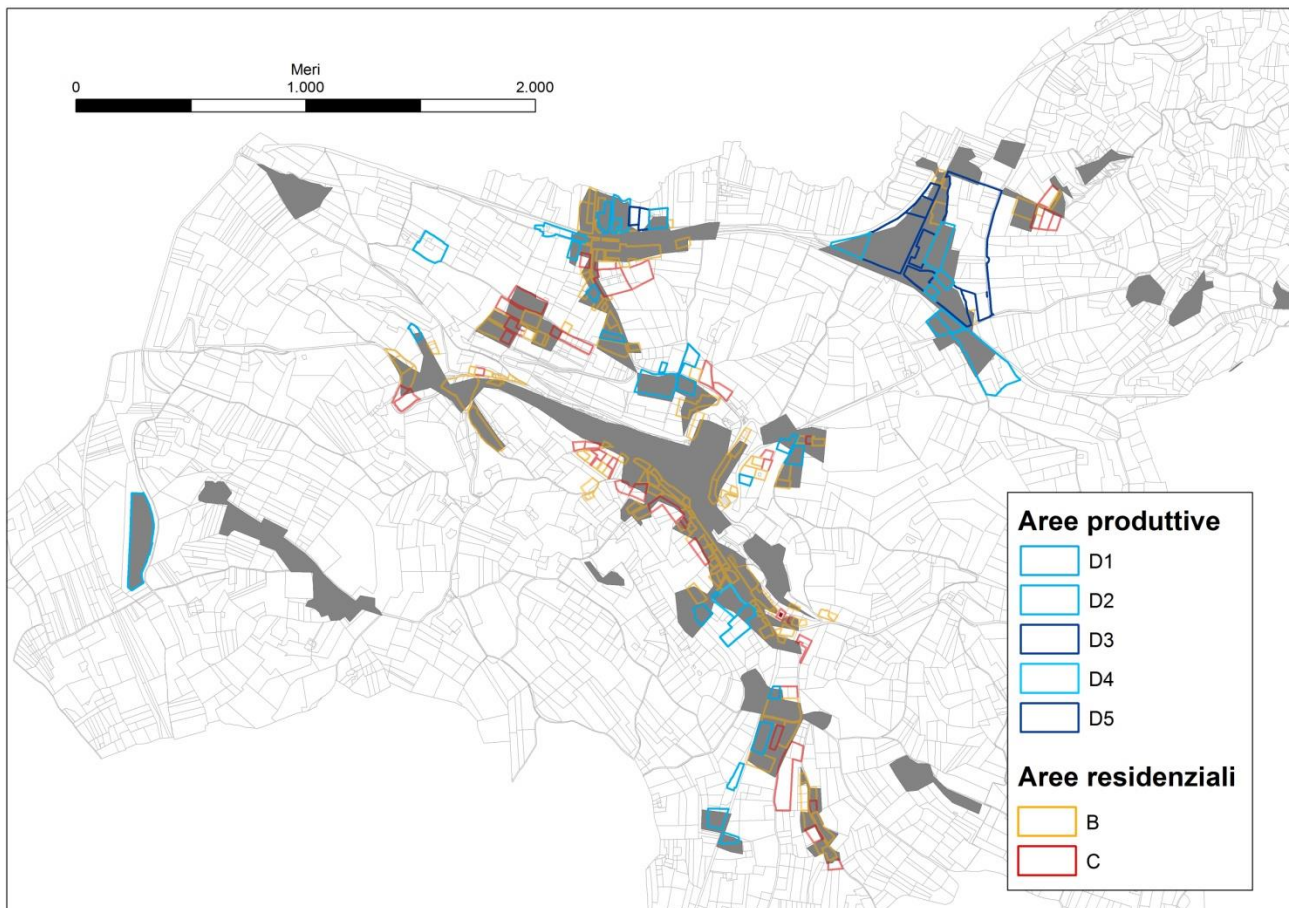 Meri
0 1.000 2.000
Aree produttive
D1
D2
D3
D4
D5
Aree residenziali
B
C